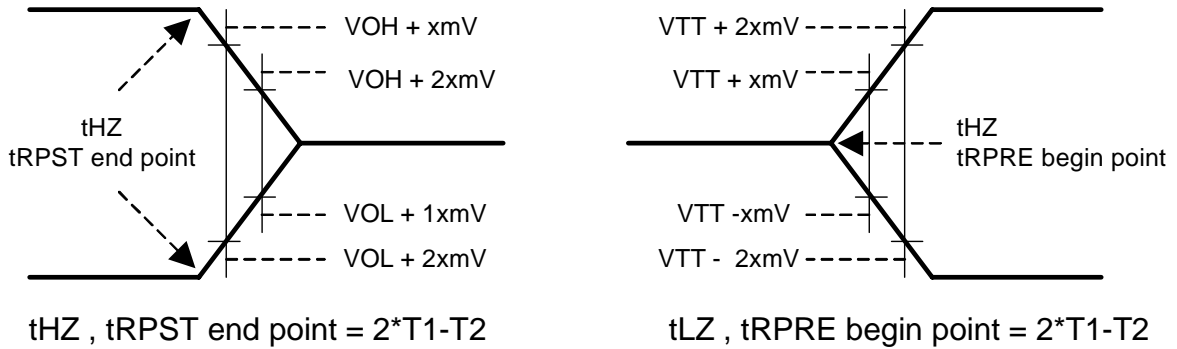 VOH + xmV
VOH + 2xmV
tHZ
tRPST end point
VOL + 1xmV
VOL + 2xmV
tHZ , tRPST end point = 2*T1-T2
VTT + 2xmV
VTT + xmV
tHZ
tRPRE begin point
VTT -xmV
VTT - 2xmV
tLZ , tRPRE begin point = 2*T1-T2